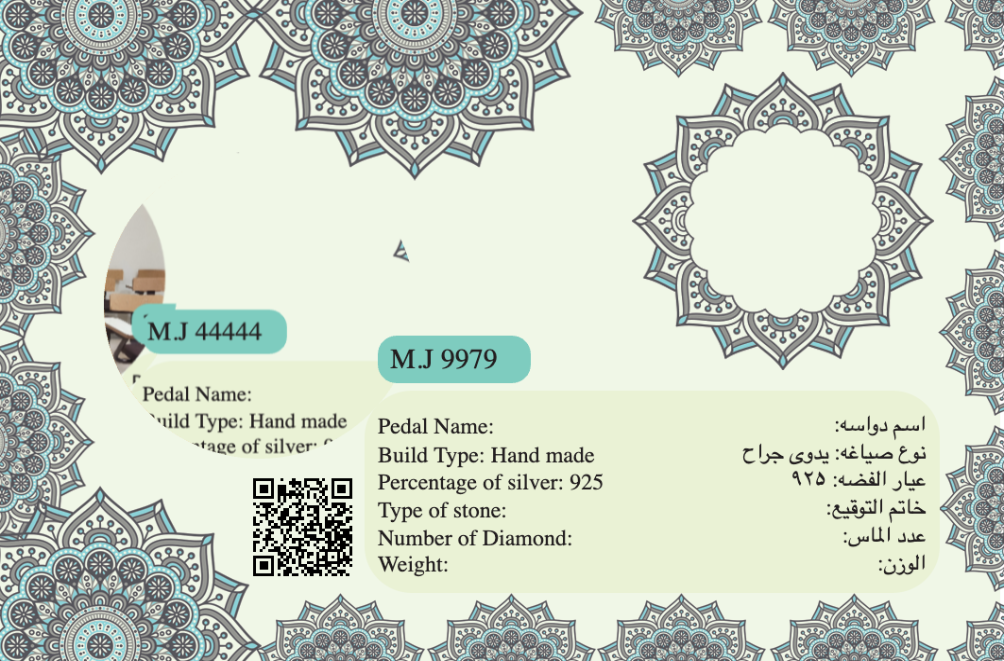 M.J 44444
Pedal Name:
Build Type: Hand made
of silver:
M.J 9979
Pedal Name:
Build Type: Hand made
Percentage of silver: 925
Type of stone:
Number of Diamond:
Weight:
اسم دواسه:
نوع صياغه: يدوى جراح
عيار الفضه: ٩٢٥
خاتم التوقيع:
عدد الماس:
الوزن: